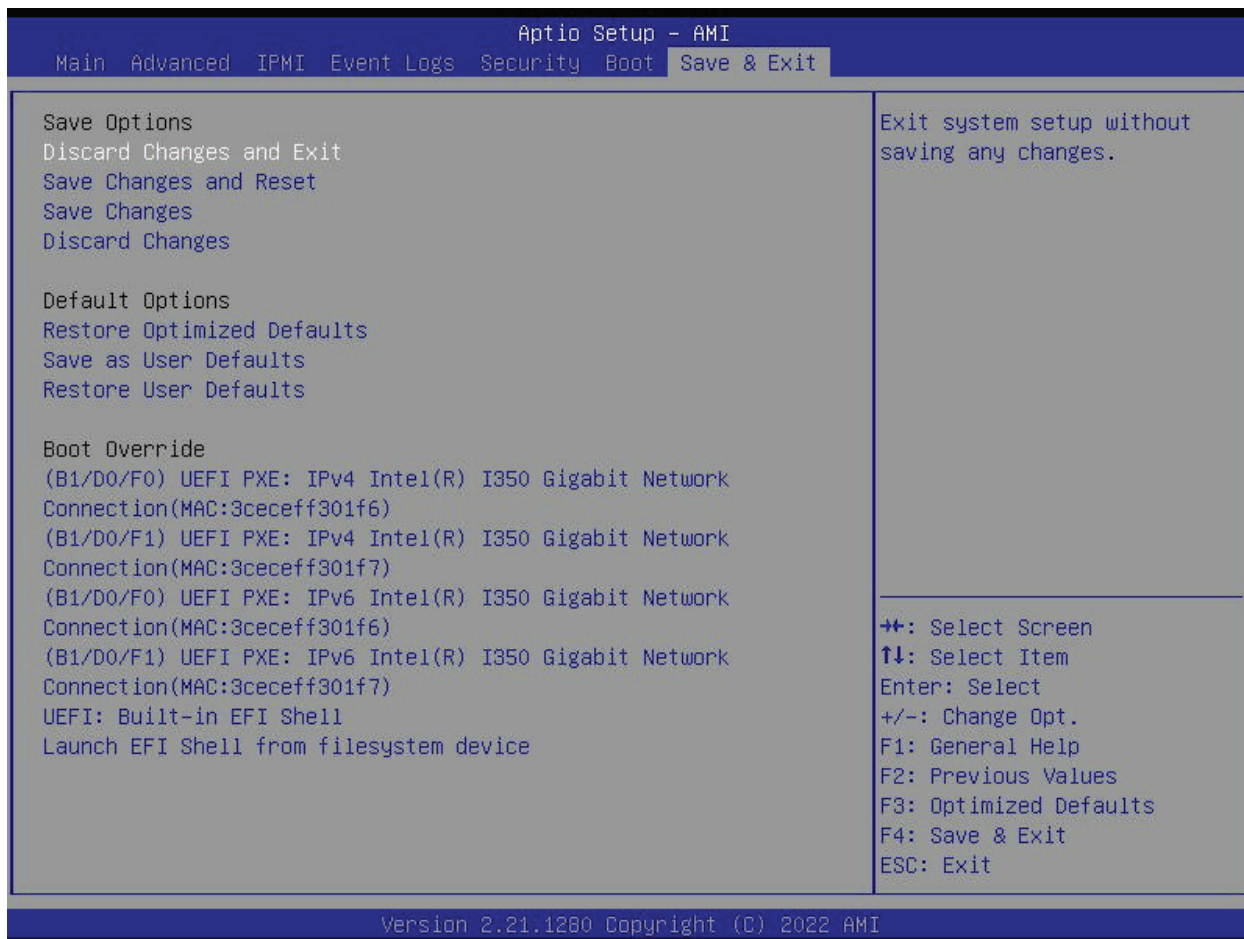 Aptio Setup – AMI
Main Advanced IPMI Event Logs Security Boot Save & Exit
Save Options
Discard Changes and Exit
Save Changes and Reset
Save Changes
Discard Changes
Default Options
Restore Optimized Defaults
Save as User Defaults
Restore User Defaults
Boot Override
(B1/D0/F0) UEFI PXE: IPv4 Intel(R) I350 Gigabit Network
Connection(MAC:3ceceff301f6)
(B1/D0/F1) UEFI PXE: IPv4 Intel(R) I350 Gigabit Network
Connection(MAC:3ceceff301f7)
(B1/D0/F0) UEFI PXE: IPv6 Intel(R) I350 Gigabit Network
Connection(MAC:3ceceff301f6)
(B1/D0/F1) UEFI PXE: IPv6 Intel(R) I350 Gigabit Network
Connection(MAC:3ceceff301f7)
UEFI: Built-in EFI Shell
Launch EFI Shell from filesystem device
Exit system setup without
saving any changes.
→←: Select Screen
↑↓: Select Item
Enter: Select
+/-: Change Opt.
F1: General Help
F2: Previous Values
F3: Optimized Defaults
F4: Save & Exit
ESC: Exit
Version 2.21.1280 Copyright (C) 2022 AMI